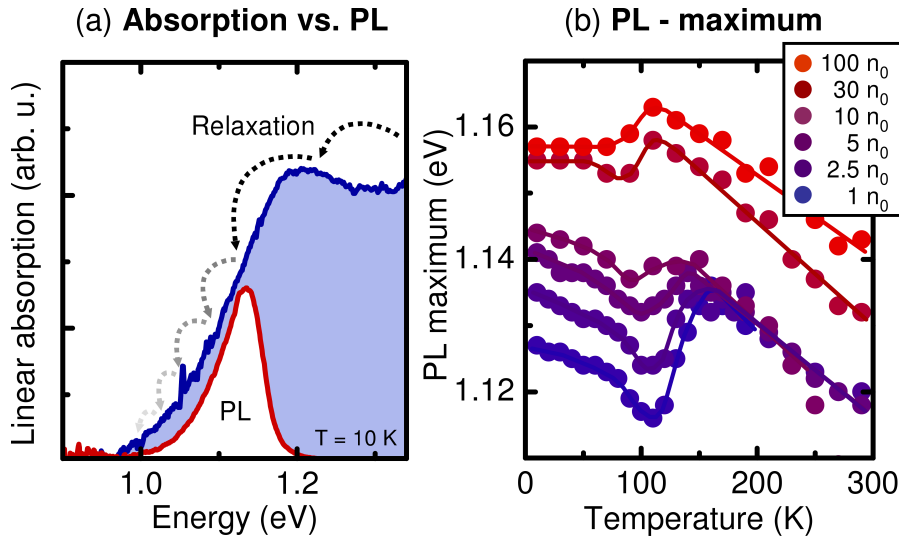 (a) Absorption vs. PL
Linear absorption (arb. u.)
Relaxation
PL
T = 10 K
1.0
1.2
Energy (eV)
(b) PL - maximum
PL maximum (eV)
1.16
1.14
1.12
0
100
200
300
Temperature (K)
100 n0
30 n0
10 n0
5 n0
2.5 n0
1 n0